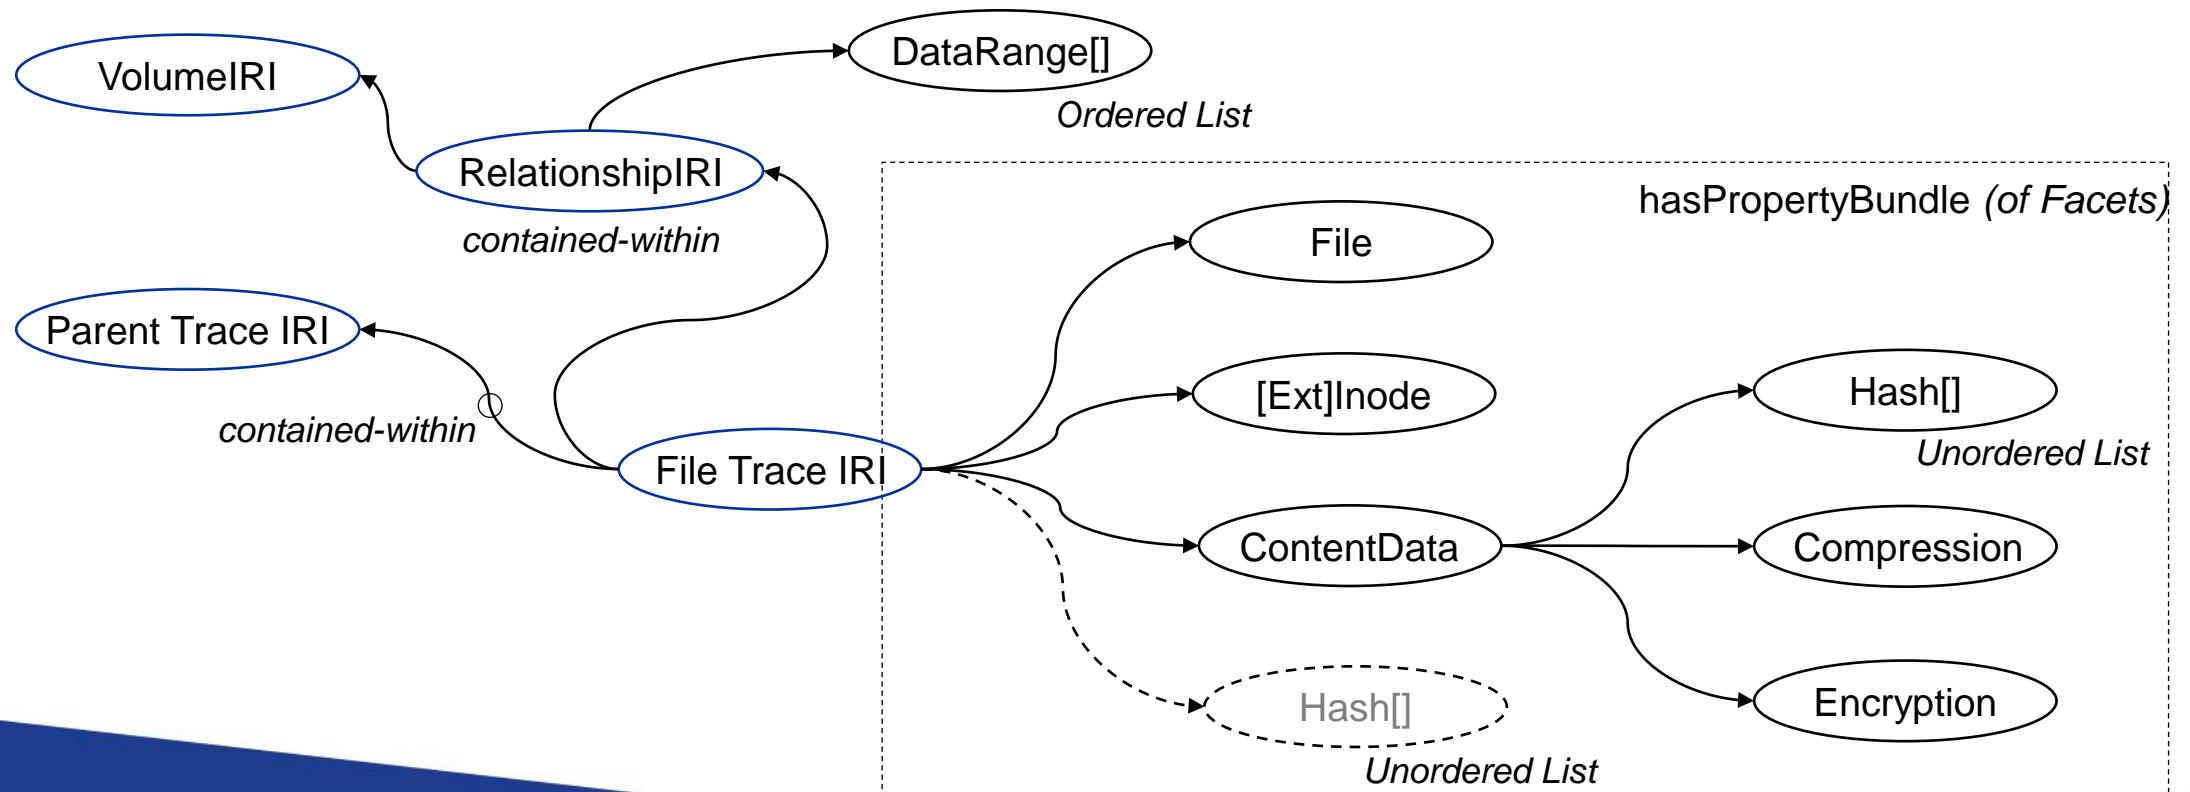 DataRange[]
VolumeIRI
Ordered List
RelationshipIRI
hasPropertyBundle (of Facets)
contained-within
File
Parent Trace IRI
[Ext]Inode
Hash[]
contained-within
Unordered List
File Trace IRI
ContentData
Compression
Hash[]
Encryption
Unordered List